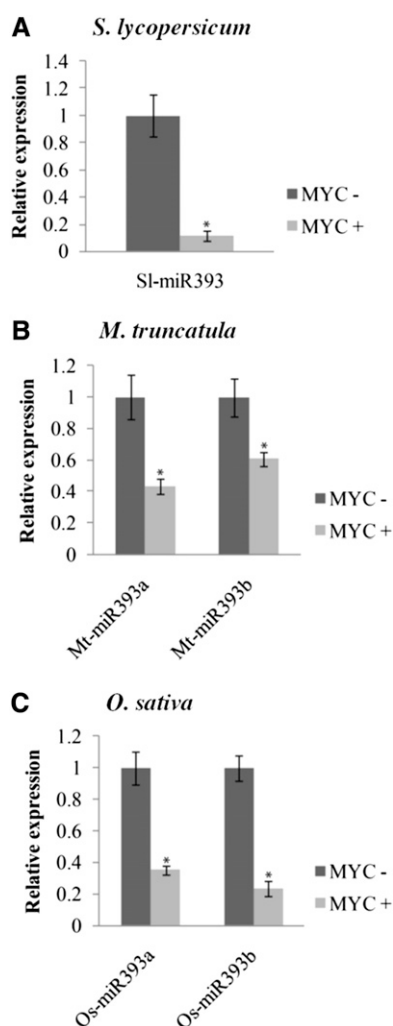 A
S. lycopersicum
Relative expression
1.4
1.2
1
0.8
0.6
0.4
0.2
0
*
MYC -
MYC +
Sl-miR393
B
M. truncatula
Relative expression
1.2
1
0.8
0.6
0.4
0.2
0
*
*
MYC -
MYC +
Mt-miR393a
Mt-miR393b
C
O. sativa
Relative expression
1.2
1
0.8
0.6
0.4
0.2
0
*
*
MYC -
MYC +
Os-miR393a
Os-miR393b